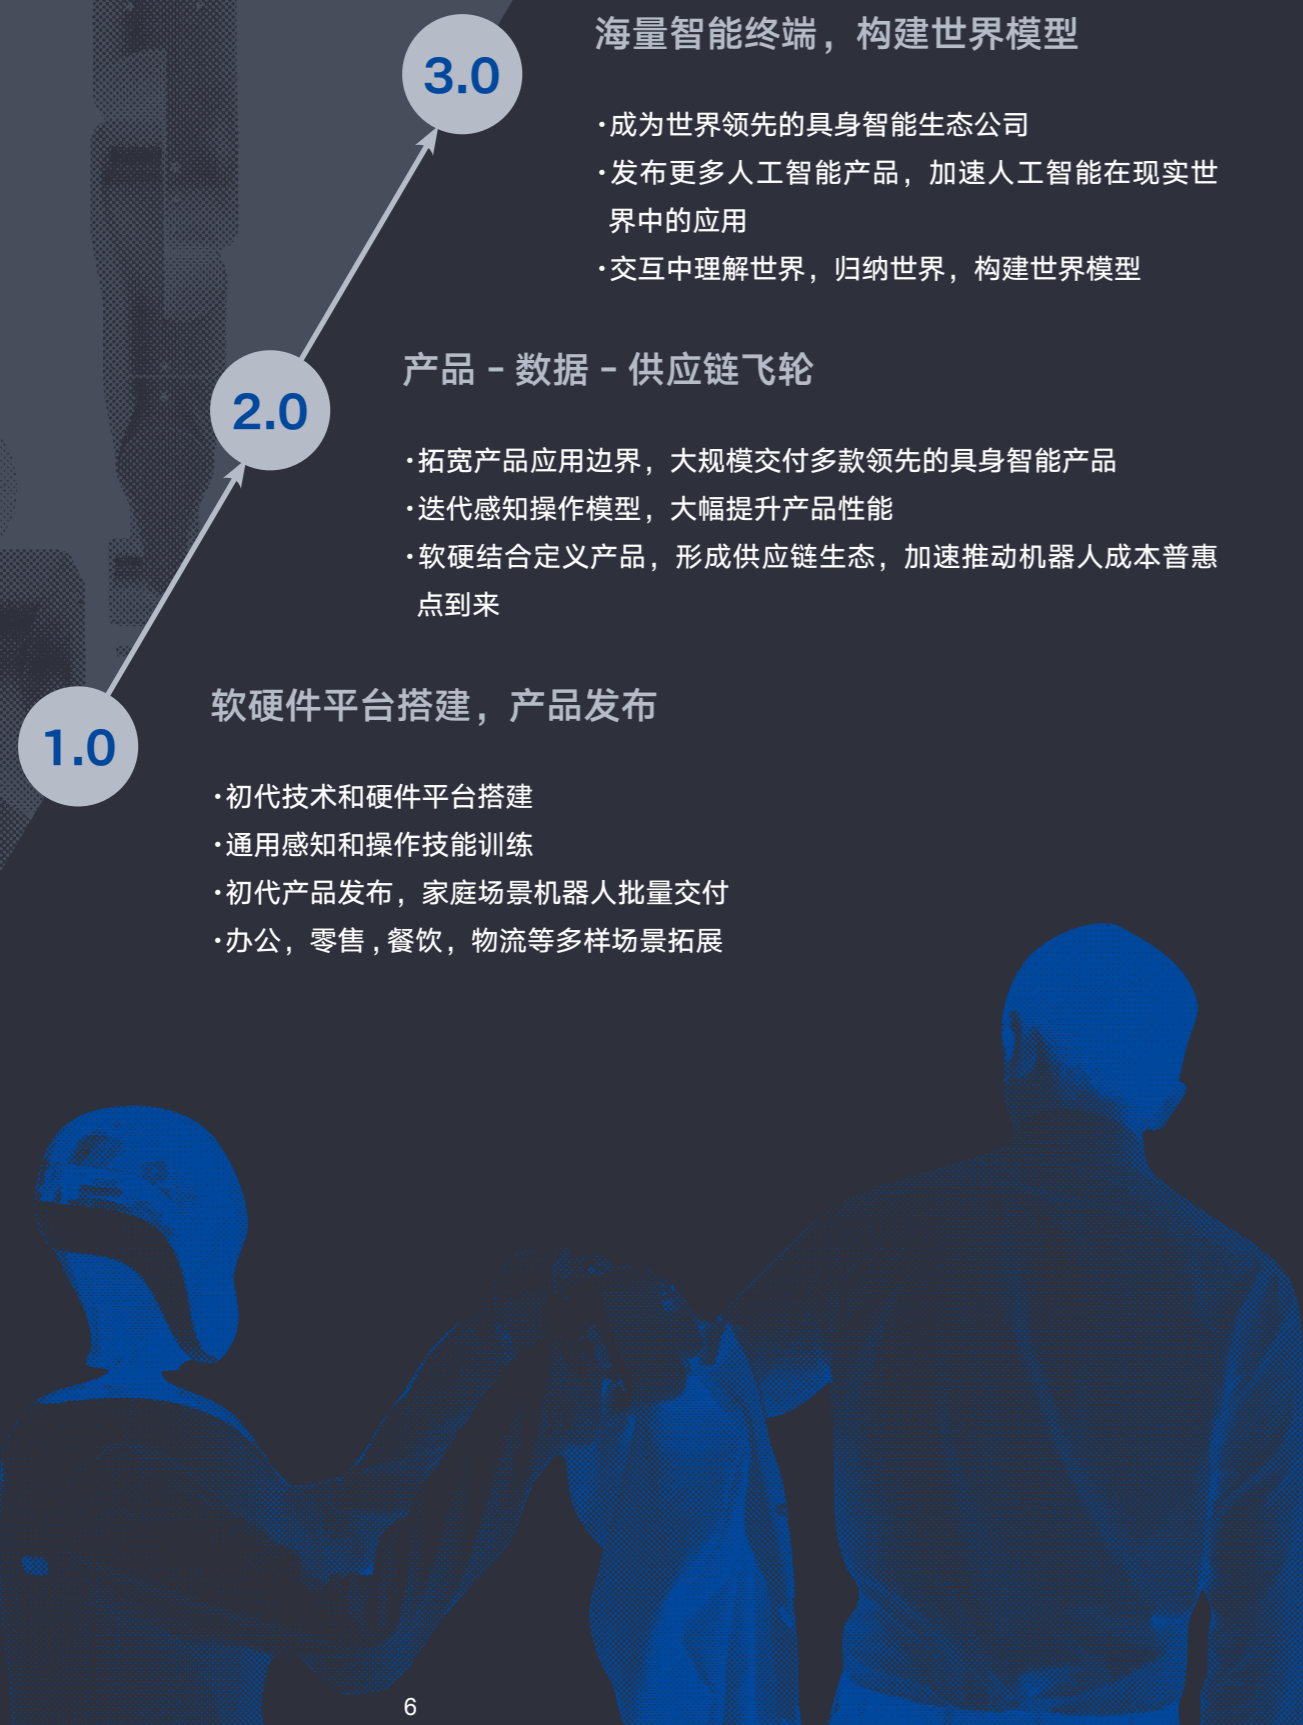 3.0
海量智能终端，构建世界模型
·成为世界领先的具身智能生态公司
·发布更多人工智能产品，加速人工智能在现实世
界中的应用
·交互中理解世界，归纳世界，构建世界模型
2.0
产品 - 数据 - 供应链飞轮
·拓宽产品应用边界，大规模交付多款领先的具身智能产品
·迭代感知操作模型，大幅提升产品性能
·软硬结合定义产品，形成供应链生态，加速推动机器人成本普惠
点到来
1.0
软硬件平台搭建，产品发布
·初代技术和硬件平台搭建
·通用感知和操作技能训练
·初代产品发布，家庭场景机器人批量交付
·办公，零售 , 餐饮，物流等多样场景拓展
6